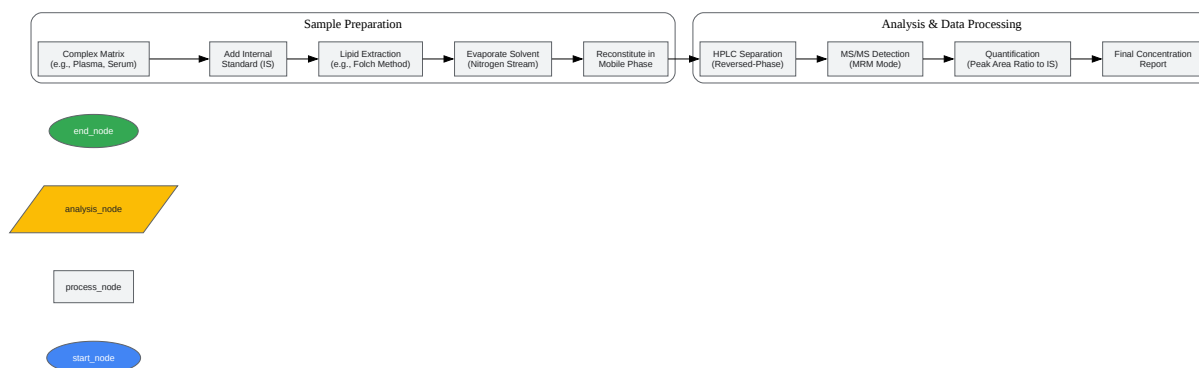 Sample Preparation
Analysis & Data Processing
Complex Matrix
(e.g., Plasma, Serum)
Add Internal
Standard (IS)
Lipid Extraction
(e.g., Folch Method)
Evaporate Solvent
(Nitrogen Stream)
Reconstitute in
Mobile Phase
HPLC Separation
(Reversed-Phase)
MS/MS Detection
(MRM Mode)
Quantification
(Peak Area Ratio to IS)
Final Concentration
Report
end_node
analysis_node
process_node
start_node